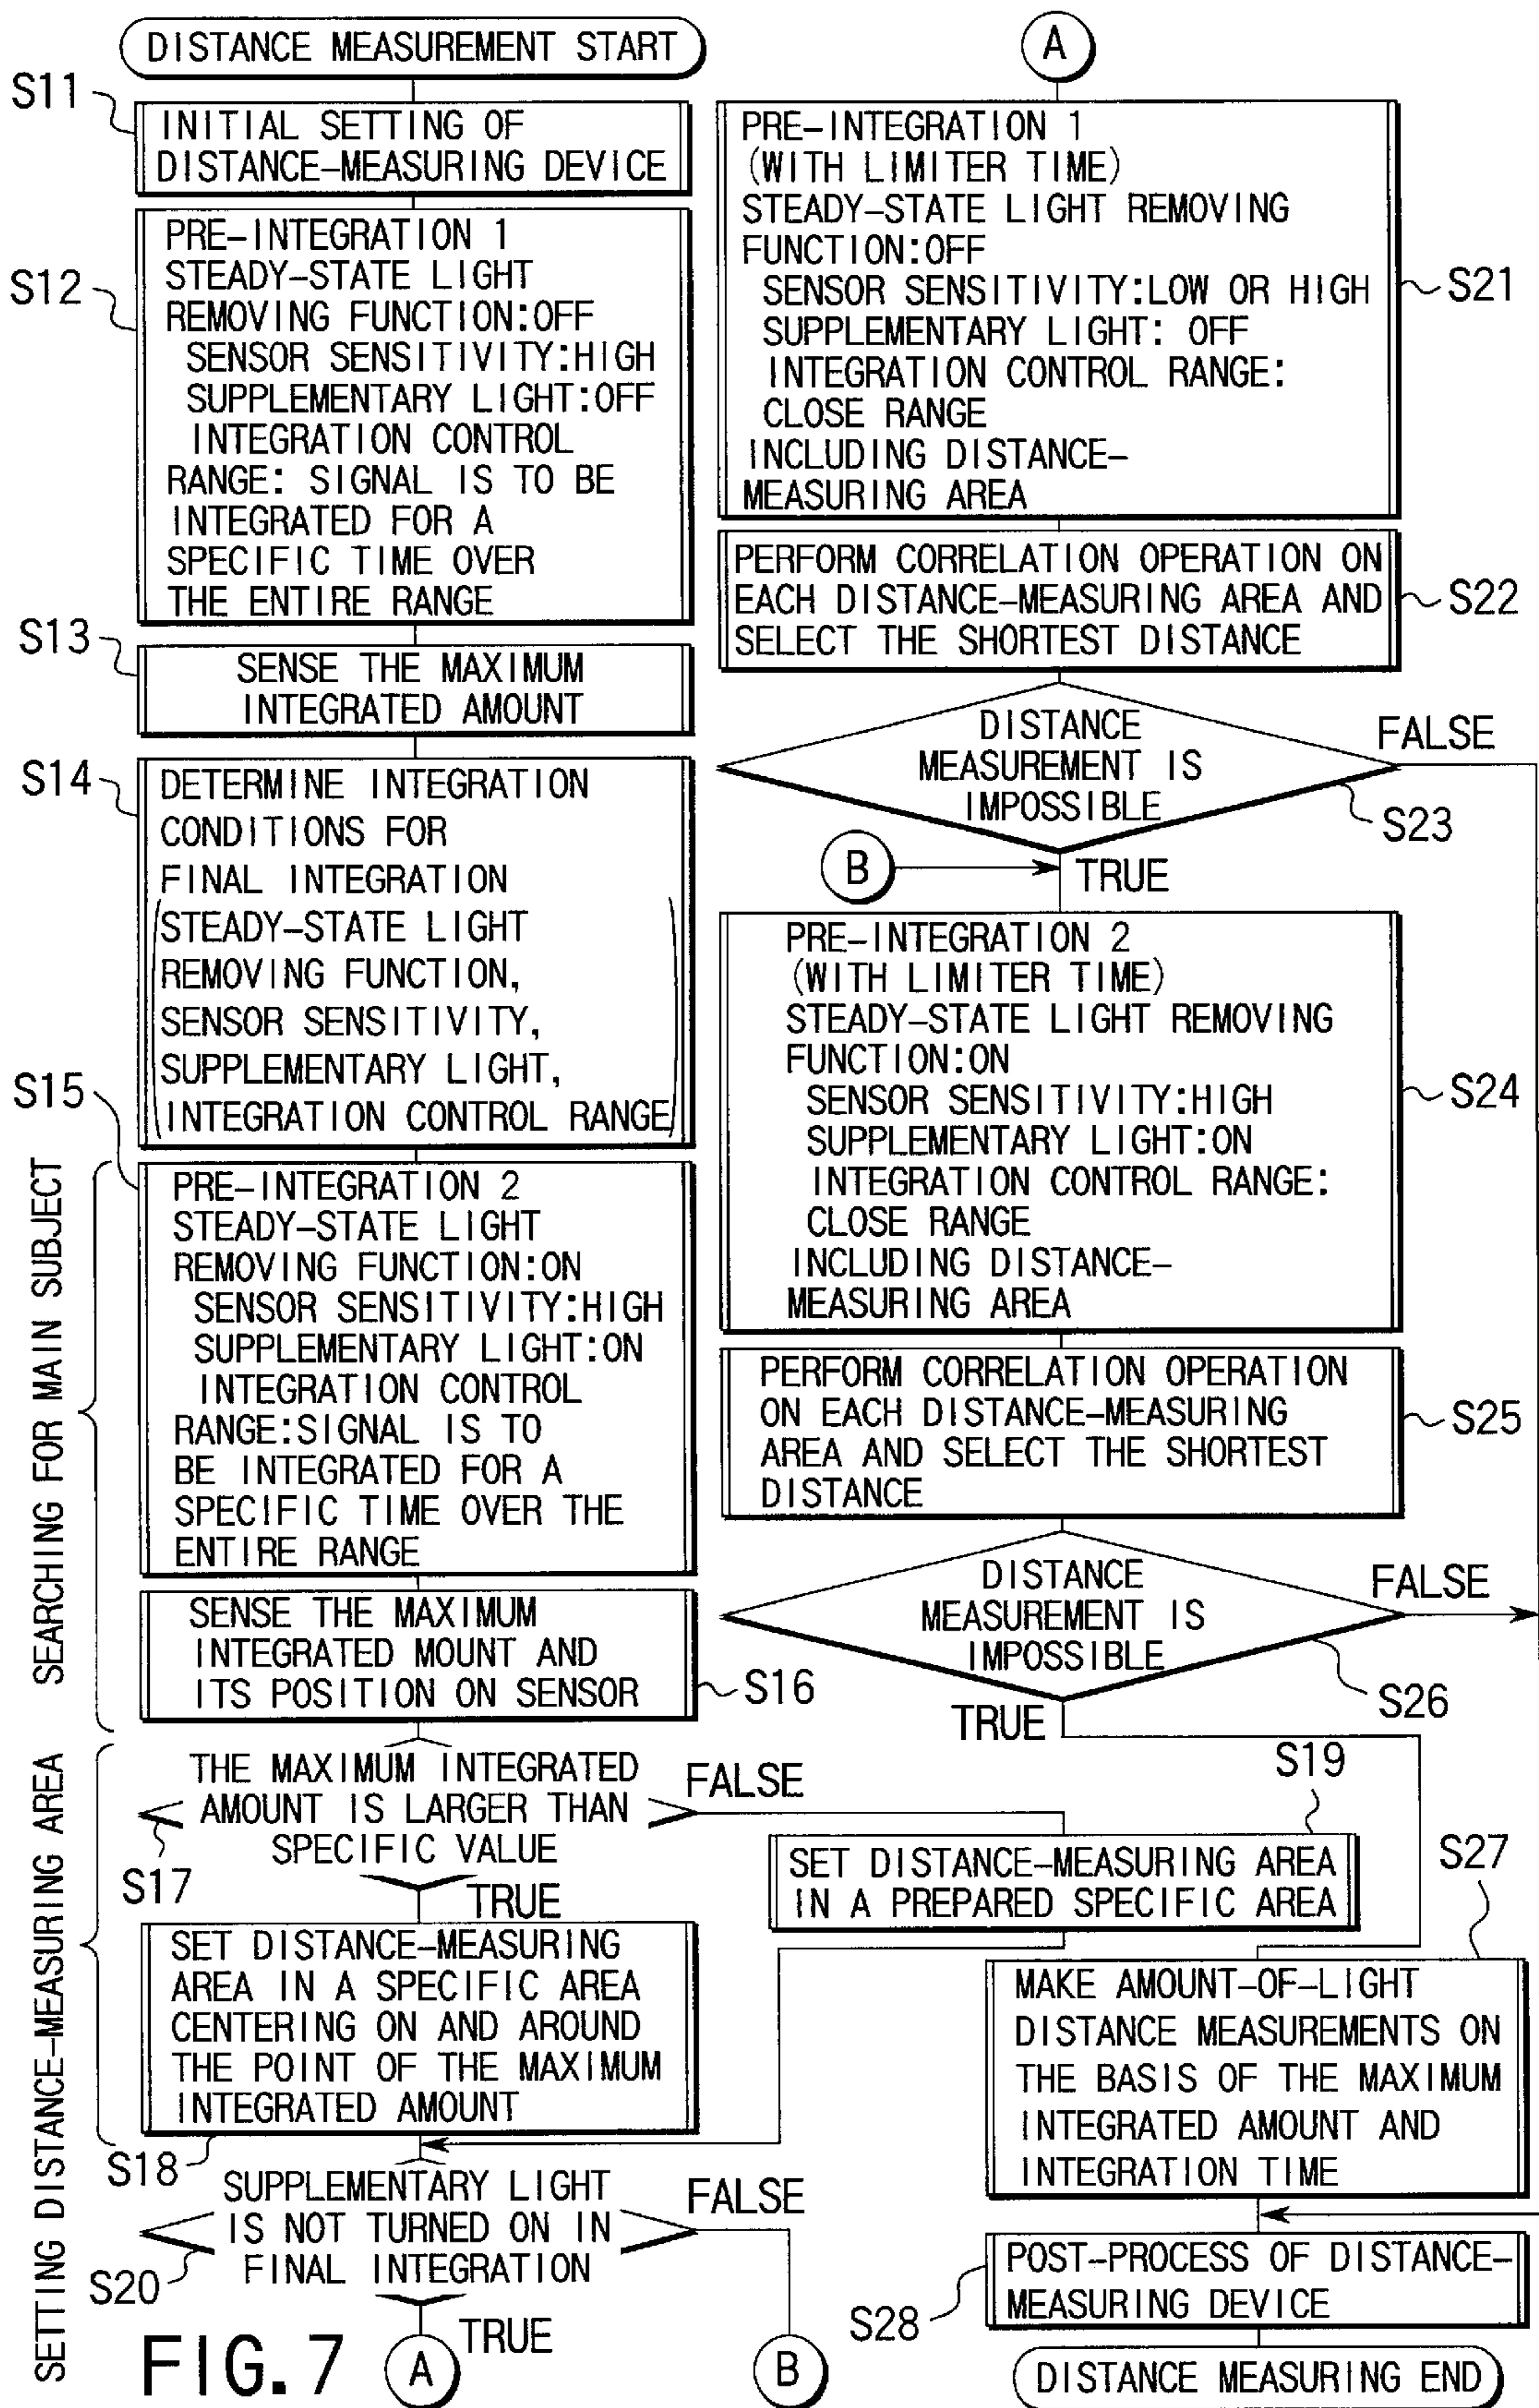 DISTANCE MEASUREMENT START
S11
INITIAL SETTING OF
DISTANCE-MEASURING DEVICE
S12
PRE-INTEGRATION 1
STEADY-STATE LIGHT
REMOVING FUNCTION:OFF
SENSOR SENSITIVITY:HIGH
SUPPLEMENTARY LIGHT:OFF
INTEGRATION CONTROL
RANGE: SIGNAL IS TO BE
INTEGRATED FOR A
SPECIFIC TIME OVER
THE ENTIRE RANGE
S13
SENSE THE MAXIMUM
INTEGRATED AMOUNT
S14
DETERMINE INTEGRATION
CONDITIONS FOR
FINAL INTEGRATION
STEADY-STATE LIGHT
REMOVING FUNCTION,
SENSOR SENSITIVITY,
SUPPLEMENTARY LIGHT,
INTEGRATION CONTROL RANGE
SEARCHING FOR MAIN SUBJECT
S15
PRE-INTEGRATION 2
STEADY-STATE LIGHT
REMOVING FUNCTION:ON
SENSOR SENSITIVITY:HIGH
SUPPLEMENTARY LIGHT:ON
INTEGRATION CONTROL
RANGE:SIGNAL IS TO
BE INTEGRATED FOR A
SPECIFIC TIME OVER THE
ENTIRE RANGE
SENSE THE MAXIMUM
INTEGRATED MOUNT AND
ITS POSITION ON SENSOR
S16
SETTING DISTANCE-MEASURING AREA
THE MAXIMUM INTEGRATED
AMOUNT IS LARGER THAN
SPECIFIC VALUE
FALSE
S17
TRUE
SET DISTANCE-MEASURING
AREA IN A SPECIFIC AREA
CENTERING ON AND AROUND
THE POINT OF THE MAXIMUM
INTEGRATED AMOUNT
S18
SUPPLEMENTARY LIGHT
IS NOT TURNED ON IN
FINAL INTEGRATION
FALSE
S20
TRUE
A
B
FIG. 7
A
PRE-INTEGRATION 1
(WITH LIMITER TIME)
STEADY-STATE LIGHT REMOVING
FUNCTION:OFF
SENSOR SENSITIVITY:LOW OR HIGH
SUPPLEMENTARY LIGHT: OFF
INTEGRATION CONTROL RANGE:
CLOSE RANGE
INCLUDING DISTANCE-
MEASURING AREA
S21
PERFORM CORRELATION OPERATION ON
EACH DISTANCE-MEASURING AREA AND
SELECT THE SHORTEST DISTANCE
S22
DISTANCE
MEASUREMENT IS
IMPOSSIBLE
FALSE
S23
B
TRUE
PRE-INTEGRATION 2
(WITH LIMITER TIME)
STEADY-STATE LIGHT REMOVING
FUNCTION:ON
SENSOR SENSITIVITY:HIGH
SUPPLEMENTARY LIGHT:ON
INTEGRATION CONTROL RANGE:
CLOSE RANGE
INCLUDING DISTANCE-
MEASURING AREA
S24
PERFORM CORRELATION OPERATION
ON EACH DISTANCE-MEASURING
AREA AND SELECT THE SHORTEST
DISTANCE
S25
DISTANCE
MEASUREMENT IS
IMPOSSIBLE
FALSE
S26
TRUE
S19
SET DISTANCE-MEASURING AREA
IN A PREPARED SPECIFIC AREA
S27
MAKE AMOUNT-OF-LIGHT
DISTANCE MEASUREMENTS ON
THE BASIS OF THE MAXIMUM
INTEGRATED AMOUNT AND
INTEGRATION TIME
POST-PROCESS OF DISTANCE-
MEASURING DEVICE
S28
DISTANCE MEASURING END